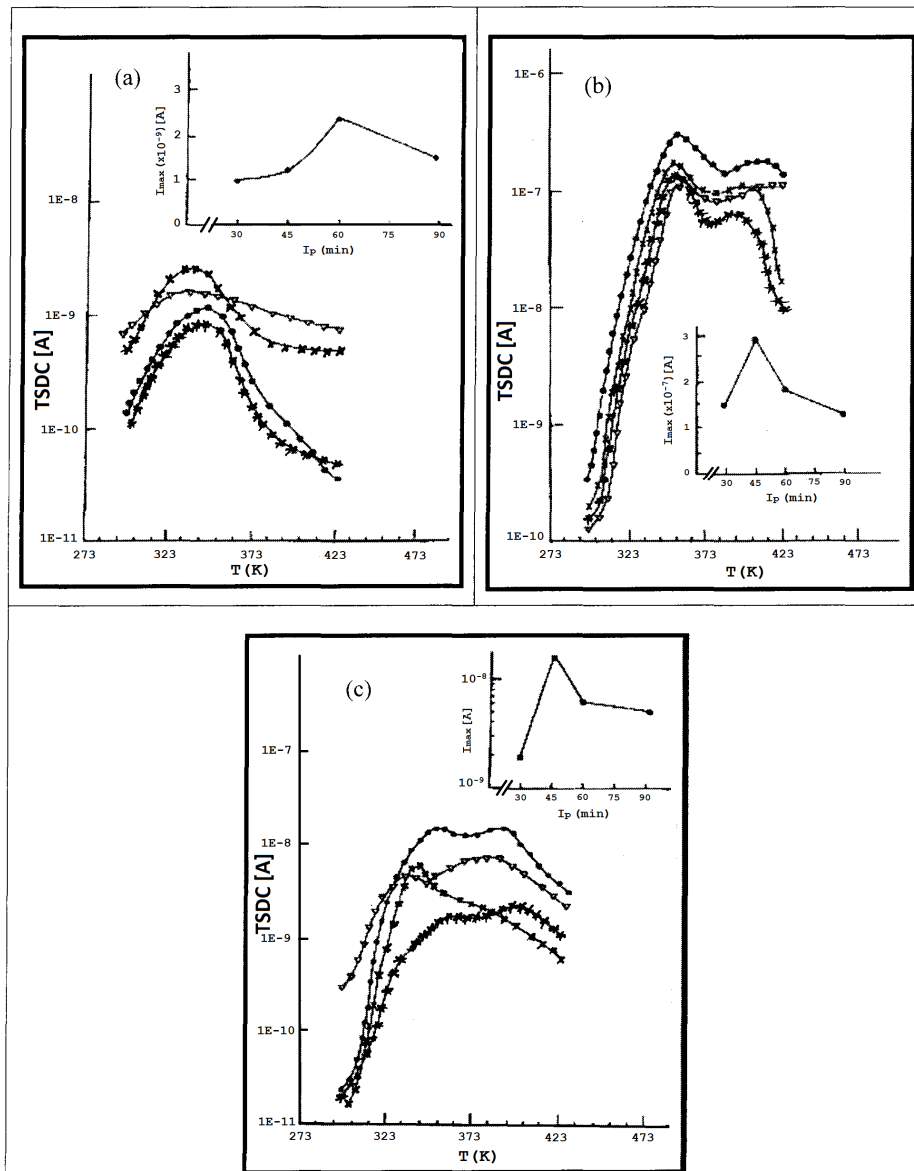 (a)
TSDC [A]
1E-8
1E-9
1E-10
1E-11
273
323
373
423
473
T (K)
Imax (x10⁻⁹) [A]
3
2
1
0
30
45
60
75
90
Ip (min)
(b)
TSDC [A]
1E-6
1E-7
1E-8
1E-9
1E-10
273
323
373
423
473
T (K)
Imax (x10⁻⁷) [A]
3
2
1
0
30
45
60
75
90
Ip (min)
(c)
TSDC [A]
1E-7
1E-8
1E-9
1E-10
1E-11
273
323
373
423
473
T (K)
Imax [A]
10⁻⁸
10⁻⁹
30
45
60
75
90
Ip (min)